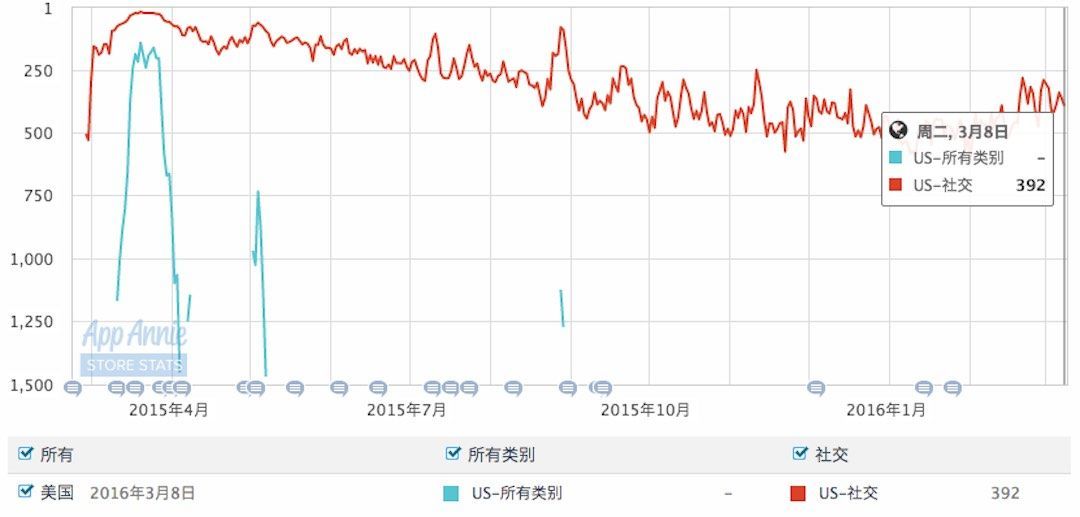 1
250
500
750
1,000
1,250
1,500
周二, 3月8日
US-所有类别 –
US-社交 392
App Annie
STORE STATS
2015年4月 2015年7月 2015年10月 2016年1月
所有 所有类别 社交
美国 2016年3月8日 US-所有类别 – US-社交 392